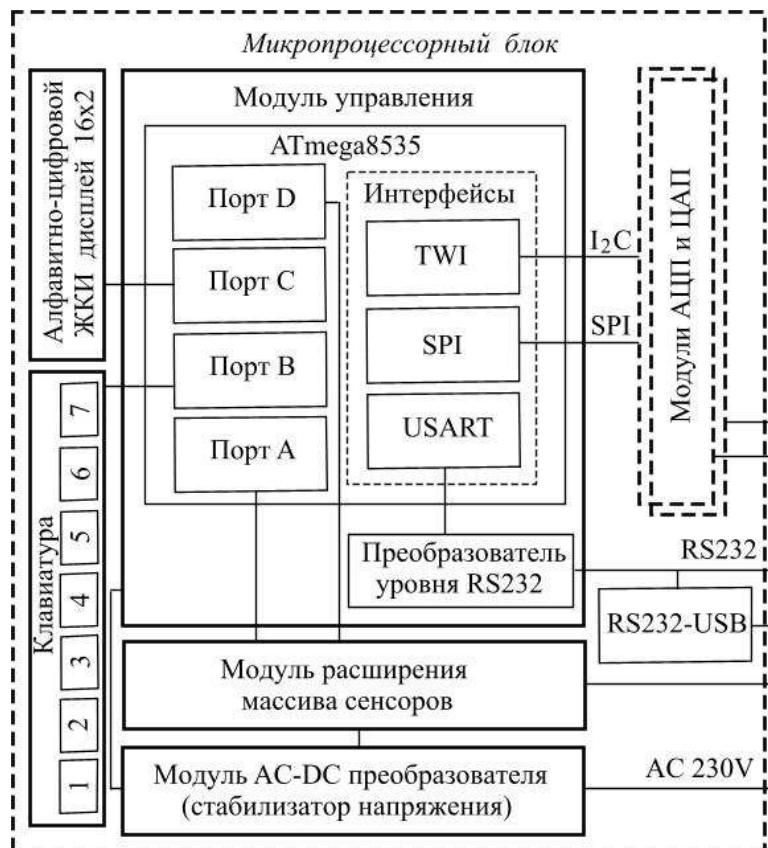 Микропроцессорный блок
Алфавитно-цифровой
ЖКИ дисплей 16x2
Модуль управления
ATmega8535
Порт D
Порт C
Порт B
Порт A
Интерфейсы
TWI
SPI
USART
I₂C
SPI
Модули АЦП и ЦАП
Клавиатура
7
6
5
4
3
2
1
Преобразователь
уровня RS232
RS232
RS232-USB
Модуль расширения
массива сенсоров
Модуль AC-DC преобразователя
(стабилизатор напряжения)
AC 230V